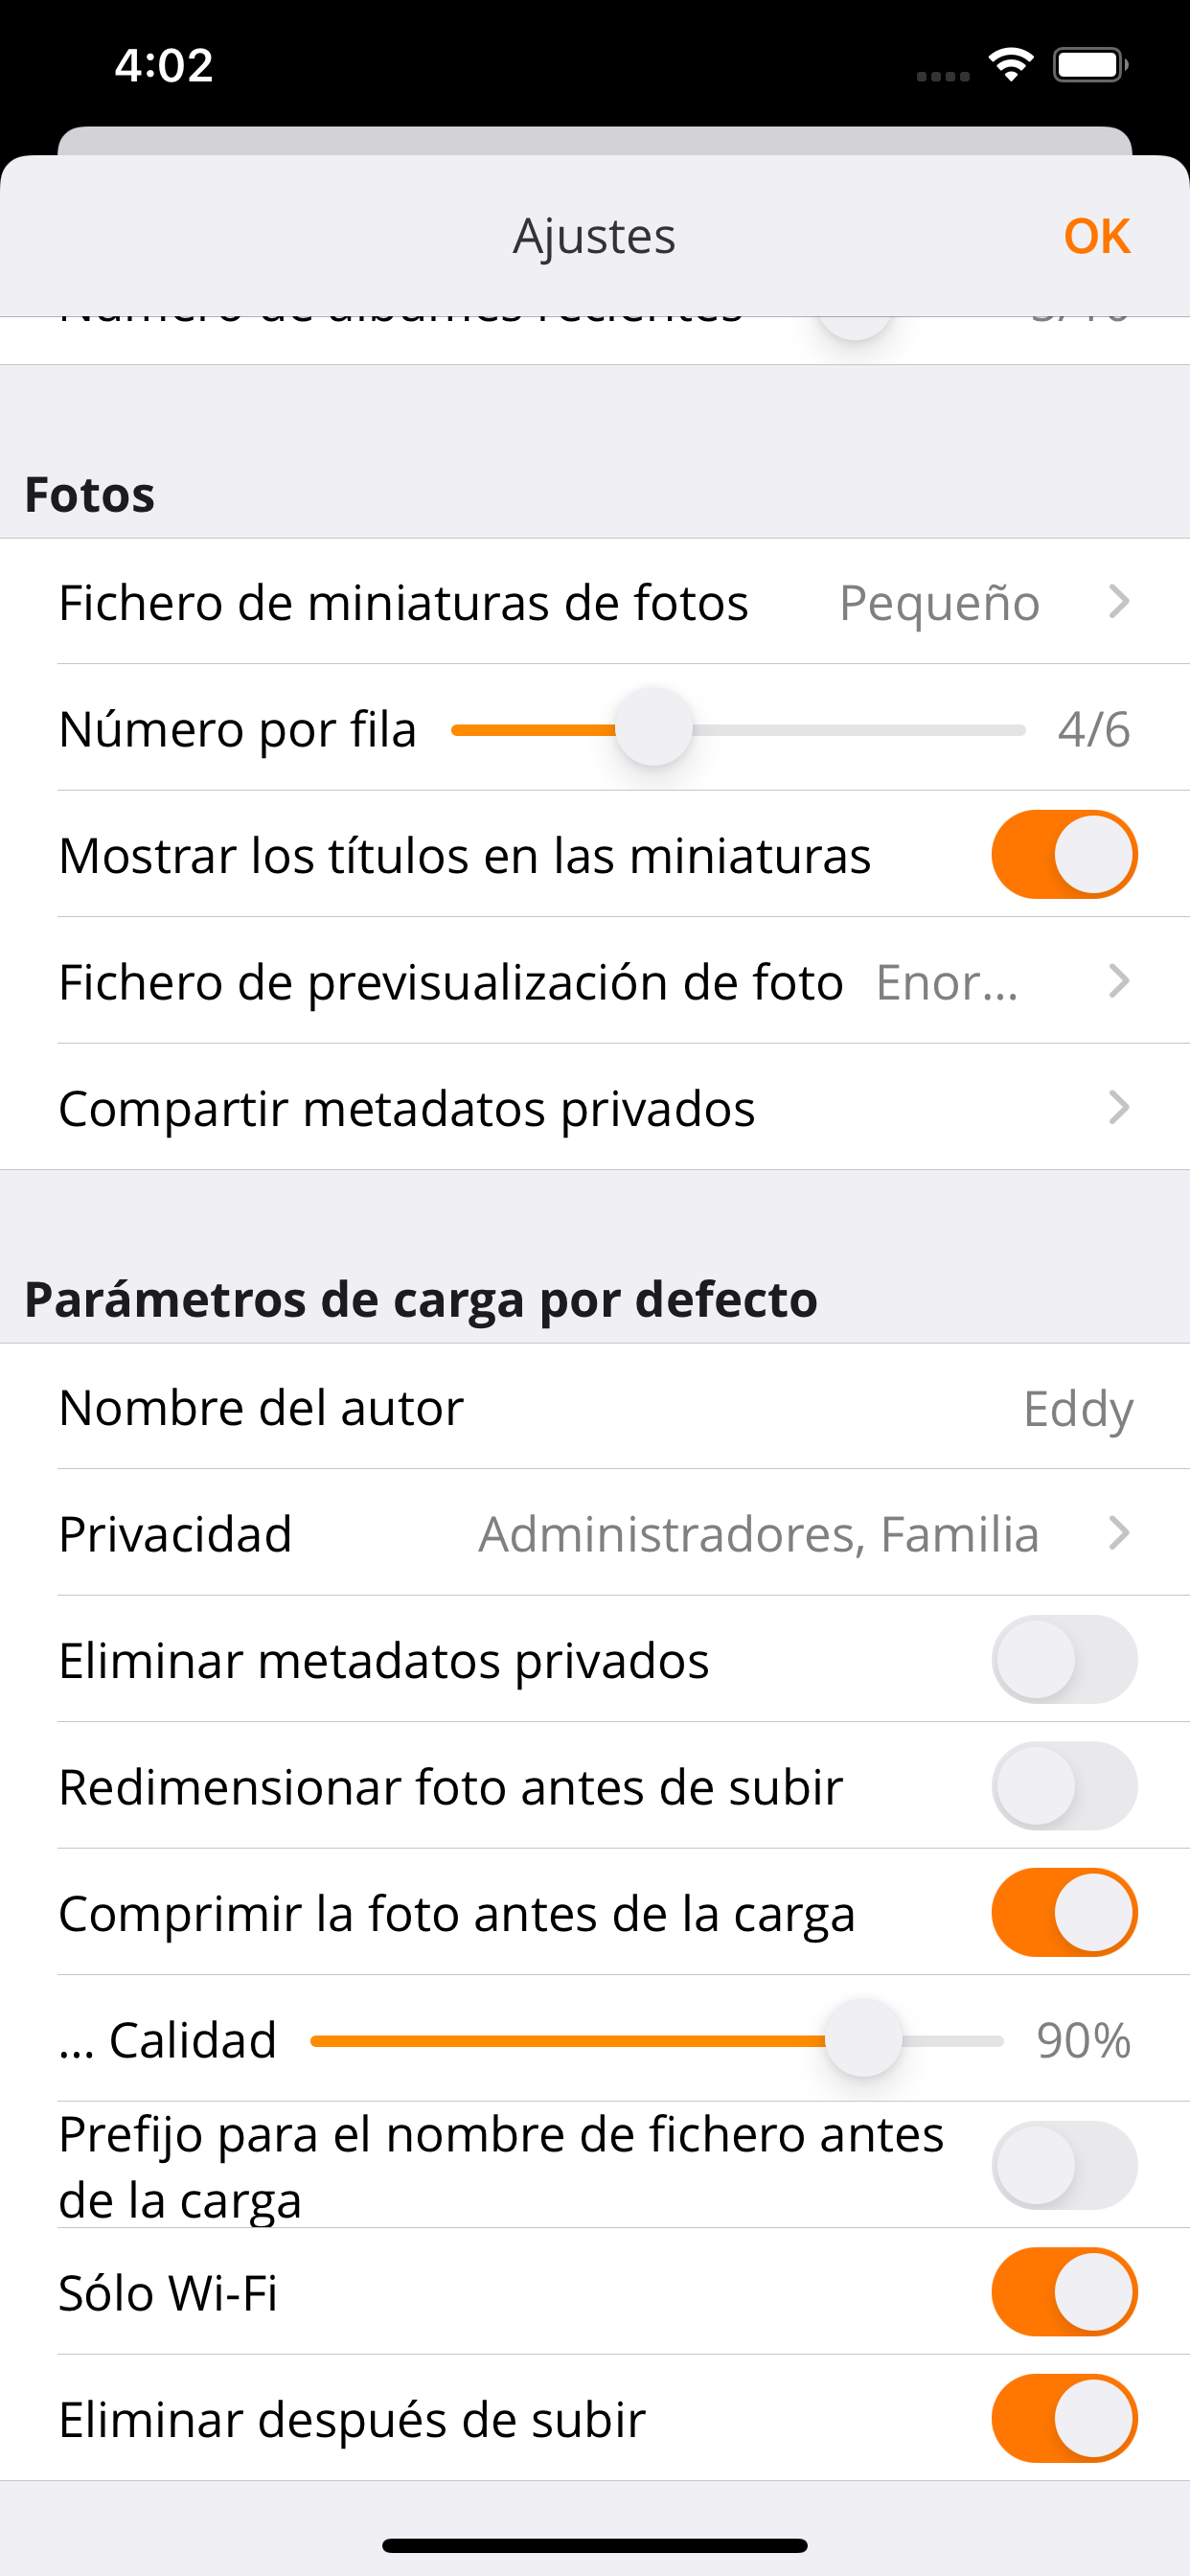 4:02
Ajustes
OK
Número de álbumes recientes
Fotos
Fichero de miniaturas de fotos Pequeño
Número por fila 4/6
Mostrar los títulos en las miniaturas
Fichero de previsualización de foto Enor...
Compartir metadatos privados
Parámetros de carga por defecto
Nombre del autor Eddy
Privacidad Administradores, Familia
Eliminar metadatos privados
Redimensionar foto antes de subir
Comprimir la foto antes de la carga
... Calidad 90%
Prefijo para el nombre de fichero antes
de la carga
Sólo Wi-Fi
Eliminar después de subir